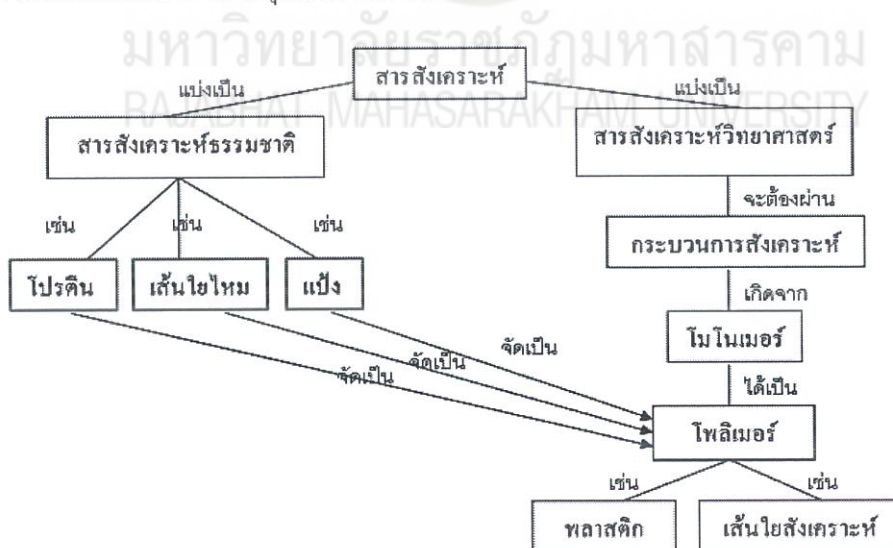 มหาวิทยาลัยราชภัฏมหาสารคาม
RAJABHAT MAHASARAKHAM UNIVERSITY
สารสังเคราะห์
แบ่งเป็น
แบ่งเป็น
สารสังเคราะห์ธรรมชาติ
สารสังเคราะห์วิทยาศาสตร์
เช่น
เช่น
เช่น
จะต้องผ่าน
กระบวนการสังเคราะห์
โปรตีน
เส้นใยไหม
แป้ง
เกิดจาก
โมโนเมอร์
จัดเป็น
จัดเป็น
จัดเป็น
ได้เป็น
โพลิเมอร์
เช่น
เช่น
พลาสติก
เส้นใยสังเคราะห์